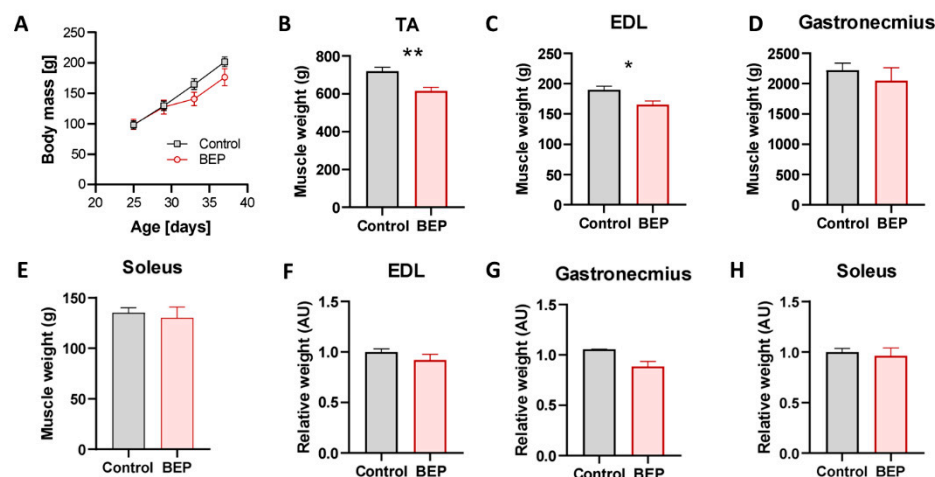 A
Body mass [g]
250
200
150
100
50
0
20 25 30 35 40
Age [days]
Control
BEP
B
TA
**
Muscle weight (g)
800
600
400
200
0
Control BEP
C
EDL
*
Muscle weight (g)
250
200
150
100
50
0
Control BEP
D
Gastronecmius
Muscle weight (g)
2500
2000
1500
1000
500
0
Control BEP
E
Soleus
Muscle weight (g)
150
100
50
0
Control BEP
F
EDL
Relative weight (AU)
1.5
1.0
0.5
0.0
Control BEP
G
Gastronecmius
Relative weight (AU)
1.5
1.0
0.5
0.0
Control BEP
H
Soleus
Relative weight (AU)
1.5
1.0
0.5
0.0
Control BEP